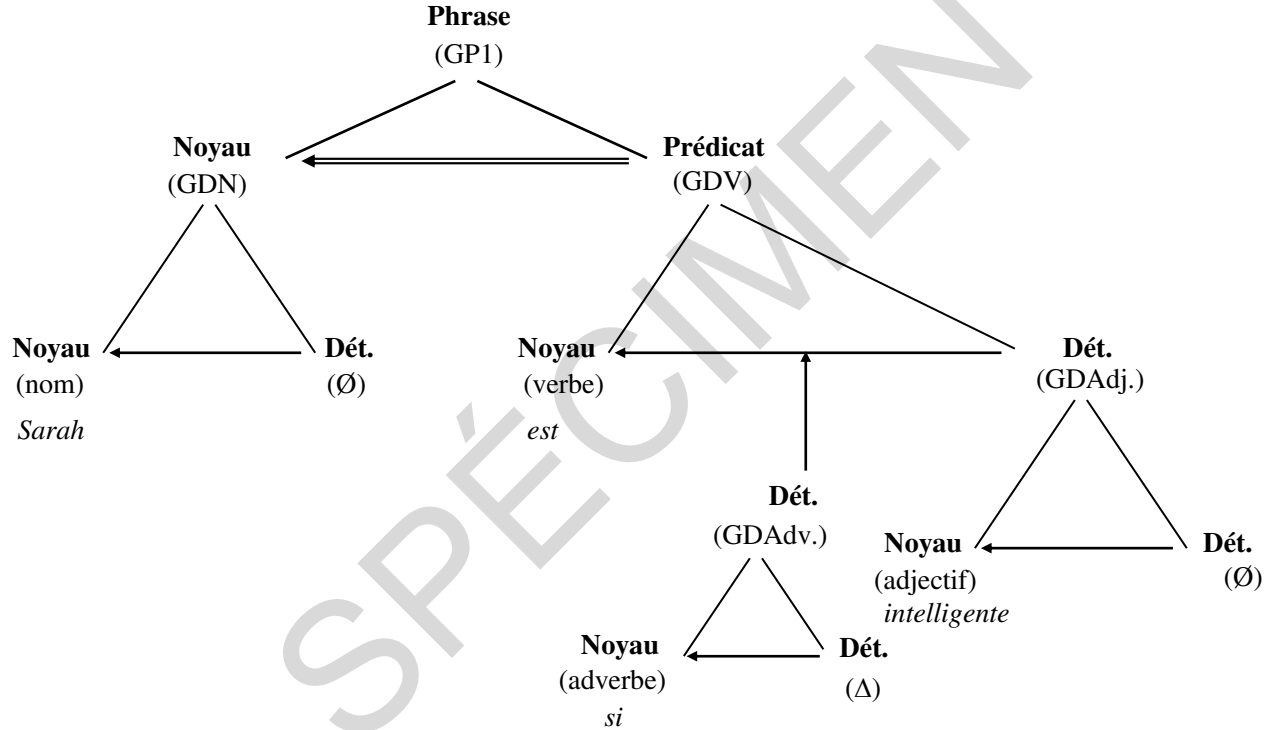 Phrase
(GP1)
Noyau
(GDN)
Prédicat
(GDV)
Noyau
(nom)
Sarah
Dét.
(Ø)
Noyau
(verbe)
est
Dét.
(GDAdj.)
Dét.
(GDAdv.)
Noyau
(adjectif)
intelligente
Dét.
(Ø)
Noyau
(adverbe)
si
Dét.
(Δ)
SPÉCIMEN